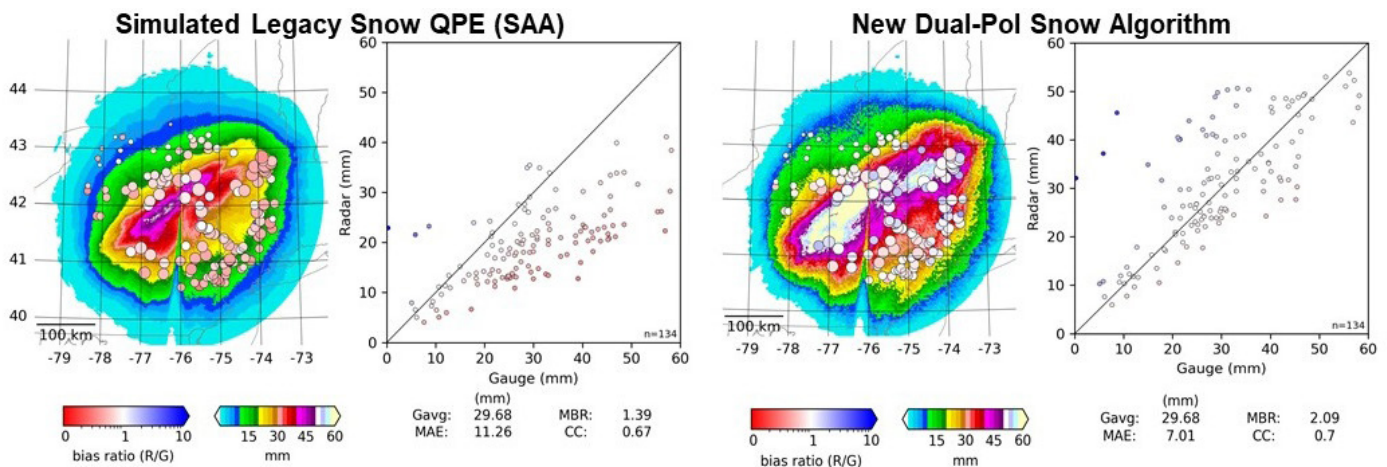 Simulated Legacy Snow QPE (SAA)
44
43
42
41
40
100 km
-79 -78 -77 -76 -75 -74 -73
60
50
40
30
20
10
0
Radar (mm)
n=134
0 10 20 30 40 50 60
Gauge (mm)
0 1 10
bias ratio (R/G)
15 30 45 60
mm
(mm)
Gavg: 29.68 MBR: 1.39
MAE: 11.26 CC: 0.67
New Dual-Pol Snow Algorithm
100 km
-79 -78 -77 -76 -75 -74 -73
60
50
40
30
20
10
0
Radar (mm)
n=134
0 10 20 30 40 50 60
Gauge (mm)
0 1 10
bias ratio (R/G)
15 30 45 60
mm
(mm)
Gavg: 29.68 MBR: 2.09
MAE: 7.01 CC: 0.7